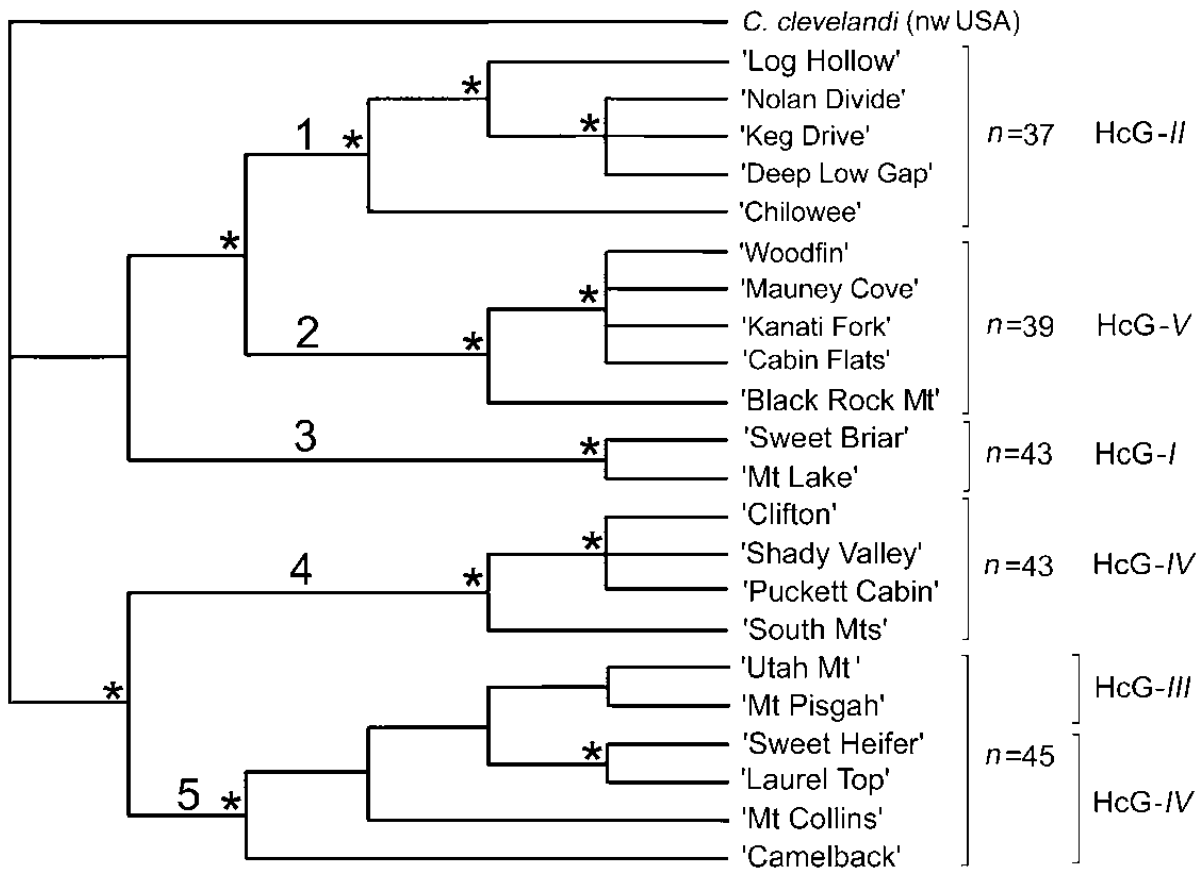 C. clevelandi (nw USA)
'Log Hollow'
*
'Nolan Divide'
1
*
*
'Keg Drive'
n=37
HcG-II
'Deep Low Gap'
'Chilowee'
*
'Woodfin'
'Mauney Cove'
*
2
*
'Kanati Fork'
n=39
HcG-V
'Cabin Flats'
'Black Rock Mt'
3
*
'Sweet Briar'
n=43
HcG-I
'Mt Lake'
'Clifton'
4
*
*
'Shady Valley'
n=43
HcG-IV
'Puckett Cabin'
'South Mts'
*
'Utah Mt'
HcG-III
'Mt Pisgah'
*
'Sweet Heifer'
n=45
'Laurel Top'
5
*
HcG-IV
'Mt Collins'
'Camelback'